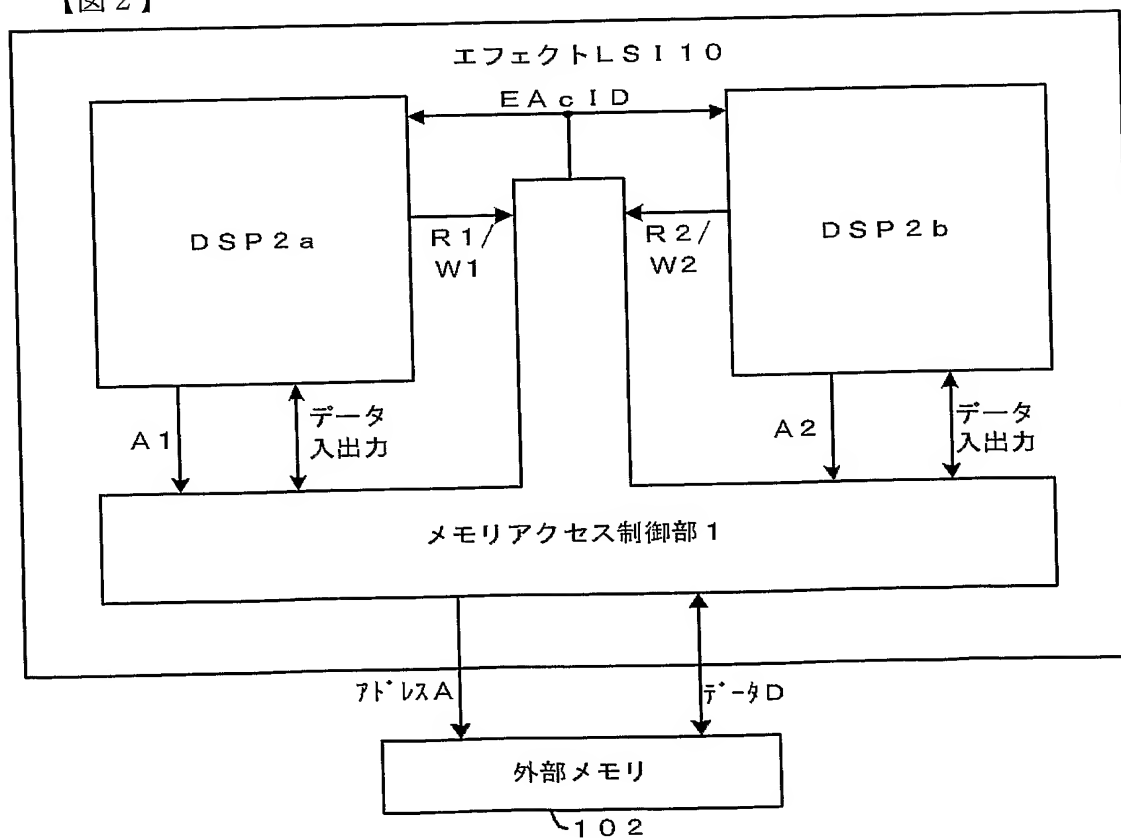 【図2】
エフェクトLSI10
EAcID
DSP2a
R1/
W1
R2/
W2
DSP2b
A1
データ
入出力
A2
データ
入出力
メモリアクセス制御部1
アドレスA
データD
外部メモリ
102